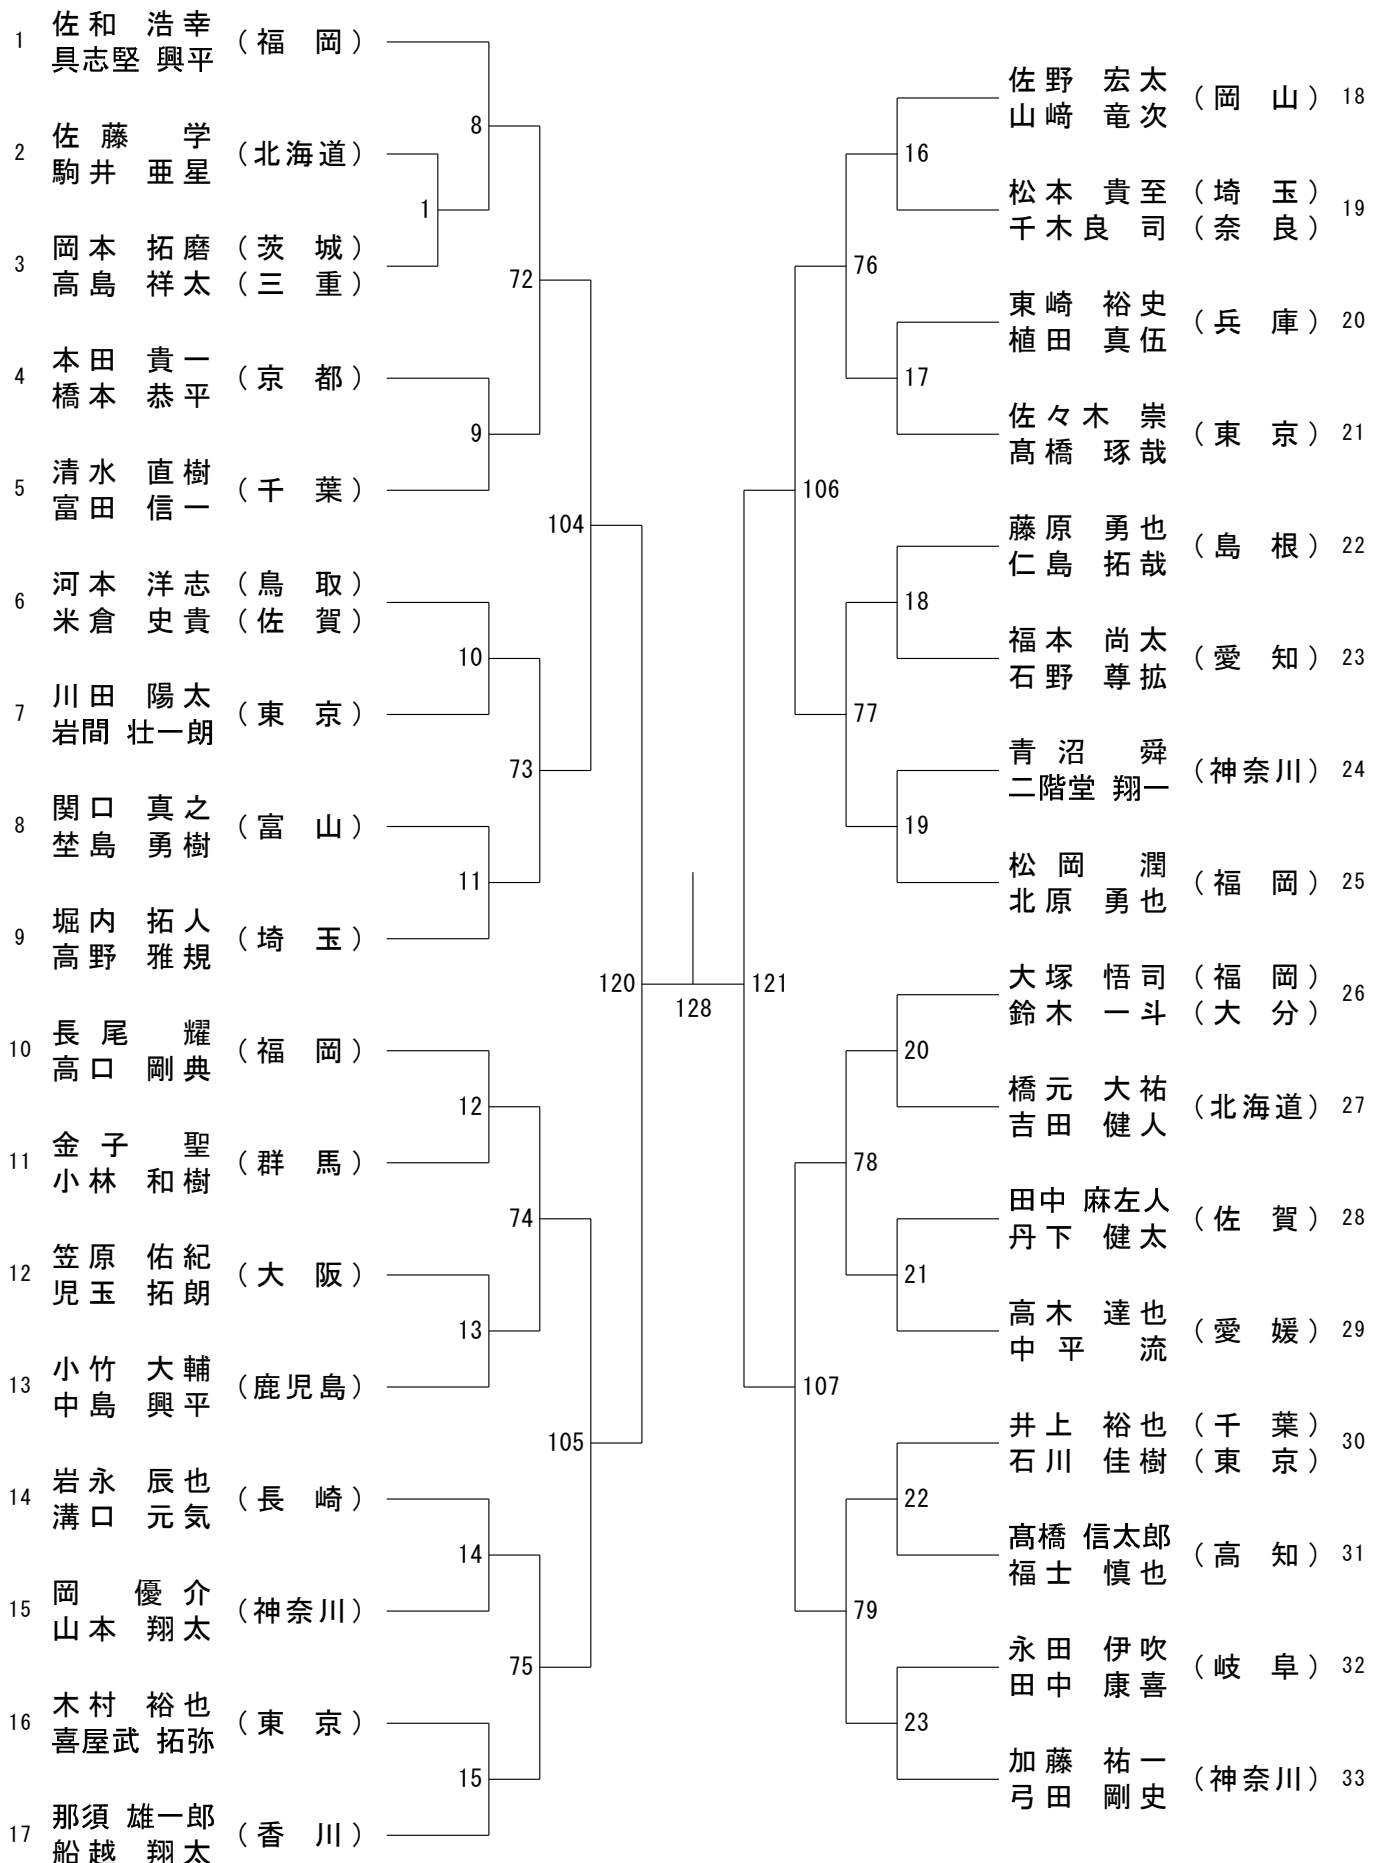 1 佐和 浩幸 (福岡)
具志堅 興平
2 佐藤 学 (北海道)
駒井 亜星
3 岡本 拓磨 (茨城)
高島 祥太 (三重)
4 本田 貴一 (京都)
橋本 恭平
5 清水 直樹 (千葉)
富田 信一
6 河本 洋志 (鳥取)
米倉 史貴 (佐賀)
7 川田 陽太 (東京)
岩間 壮一朗
8 関口 真之 (富山)
埜島 勇樹
9 堀内 拓人 (埼玉)
高野 雅規
10 長尾 耀 (福岡)
高口 剛典
11 金子 聖 (群馬)
小林 和樹
12 笠原 佑紀 (大阪)
児玉 拓朗
13 小竹 大輔 (鹿児島)
中島 興平
14 岩永 辰也 (長崎)
溝口 元気
15 岡 優介 (神奈川)
山本 翔太
16 木村 裕也 (東京)
喜屋武 拓弥
17 那須 雄一郎 (香川)
船越 翔太
1
8
9
10
11
12
13
14
15
72
73
74
75
104
105
120
128
121
106
107
76
77
78
79
16
17
18
19
20
21
22
23
佐野 宏太 (岡山) 18
山﨑 竜次
松本 貴至 (埼玉) 19
千木良 司 (奈良)
東崎 裕史 (兵庫) 20
植田 真伍
佐々木 崇 (東京) 21
髙橋 琢哉
藤原 勇也 (島根) 22
仁島 拓哉
福本 尚太 (愛知) 23
石野 尊拡
青沼 舜 (神奈川) 24
二階堂 翔一
松岡 潤 (福岡) 25
北原 勇也
大塚 悟司 (福岡) 26
鈴木 一斗 (大分)
橋元 大祐 (北海道) 27
吉田 健人
田中 麻左人 (佐賀) 28
丹下 健太
高木 達也 (愛媛) 29
中平 流
井上 裕也 (千葉) 30
石川 佳樹 (東京)
髙橋 信太郎 (高知) 31
福士 慎也
永田 伊吹 (岐阜) 32
田中 康喜
加藤 祐一 (神奈川) 33
弓田 剛史